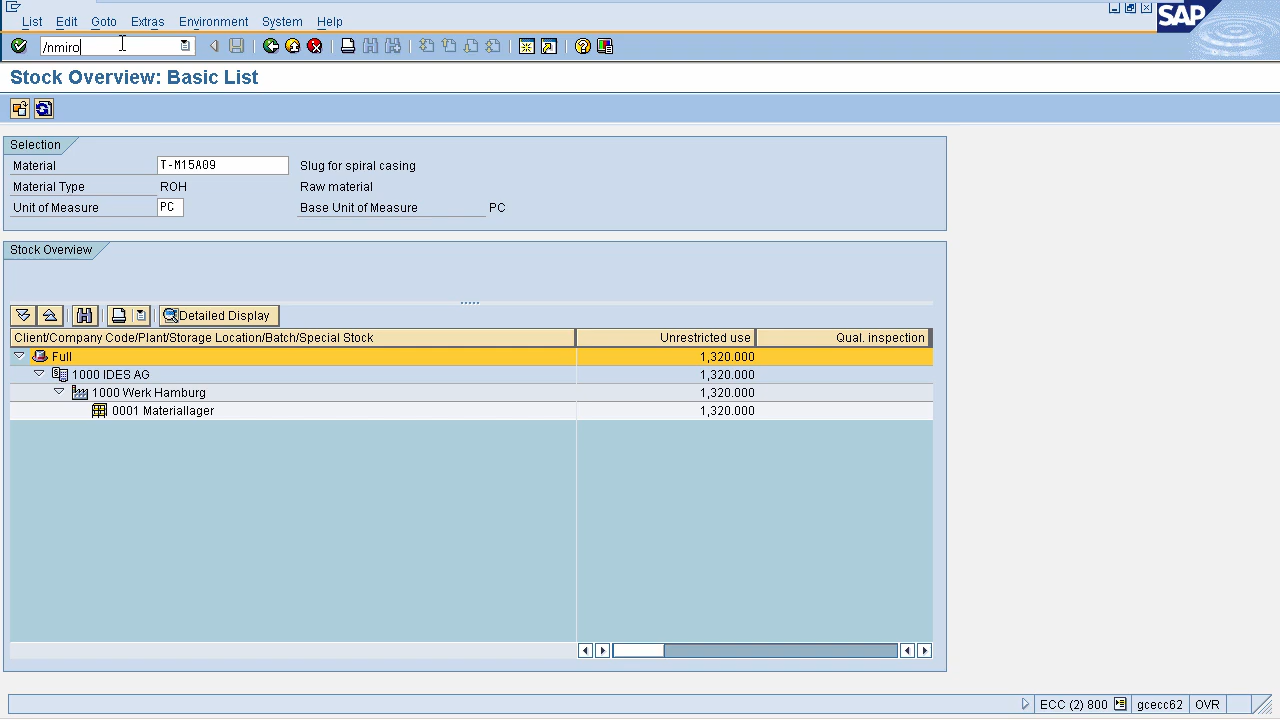 List Edit Goto Extras Environment System Help
SAP
/nmiro
Stock Overview: Basic List
Selection
Material T-M15A09 Slug for spiral casing
Material Type ROH Raw material
Unit of Measure PC Base Unit of Measure PC
Stock Overview
Detailed Display
Client/Company Code/Plant/Storage Location/Batch/Special Stock Unrestricted use Qual. inspection
Full 1,320.000
1000 IDES AG 1,320.000
1000 Werk Hamburg 1,320.000
0001 Materiallager 1,320.000
ECC (2) 800 gcecc62 OVR